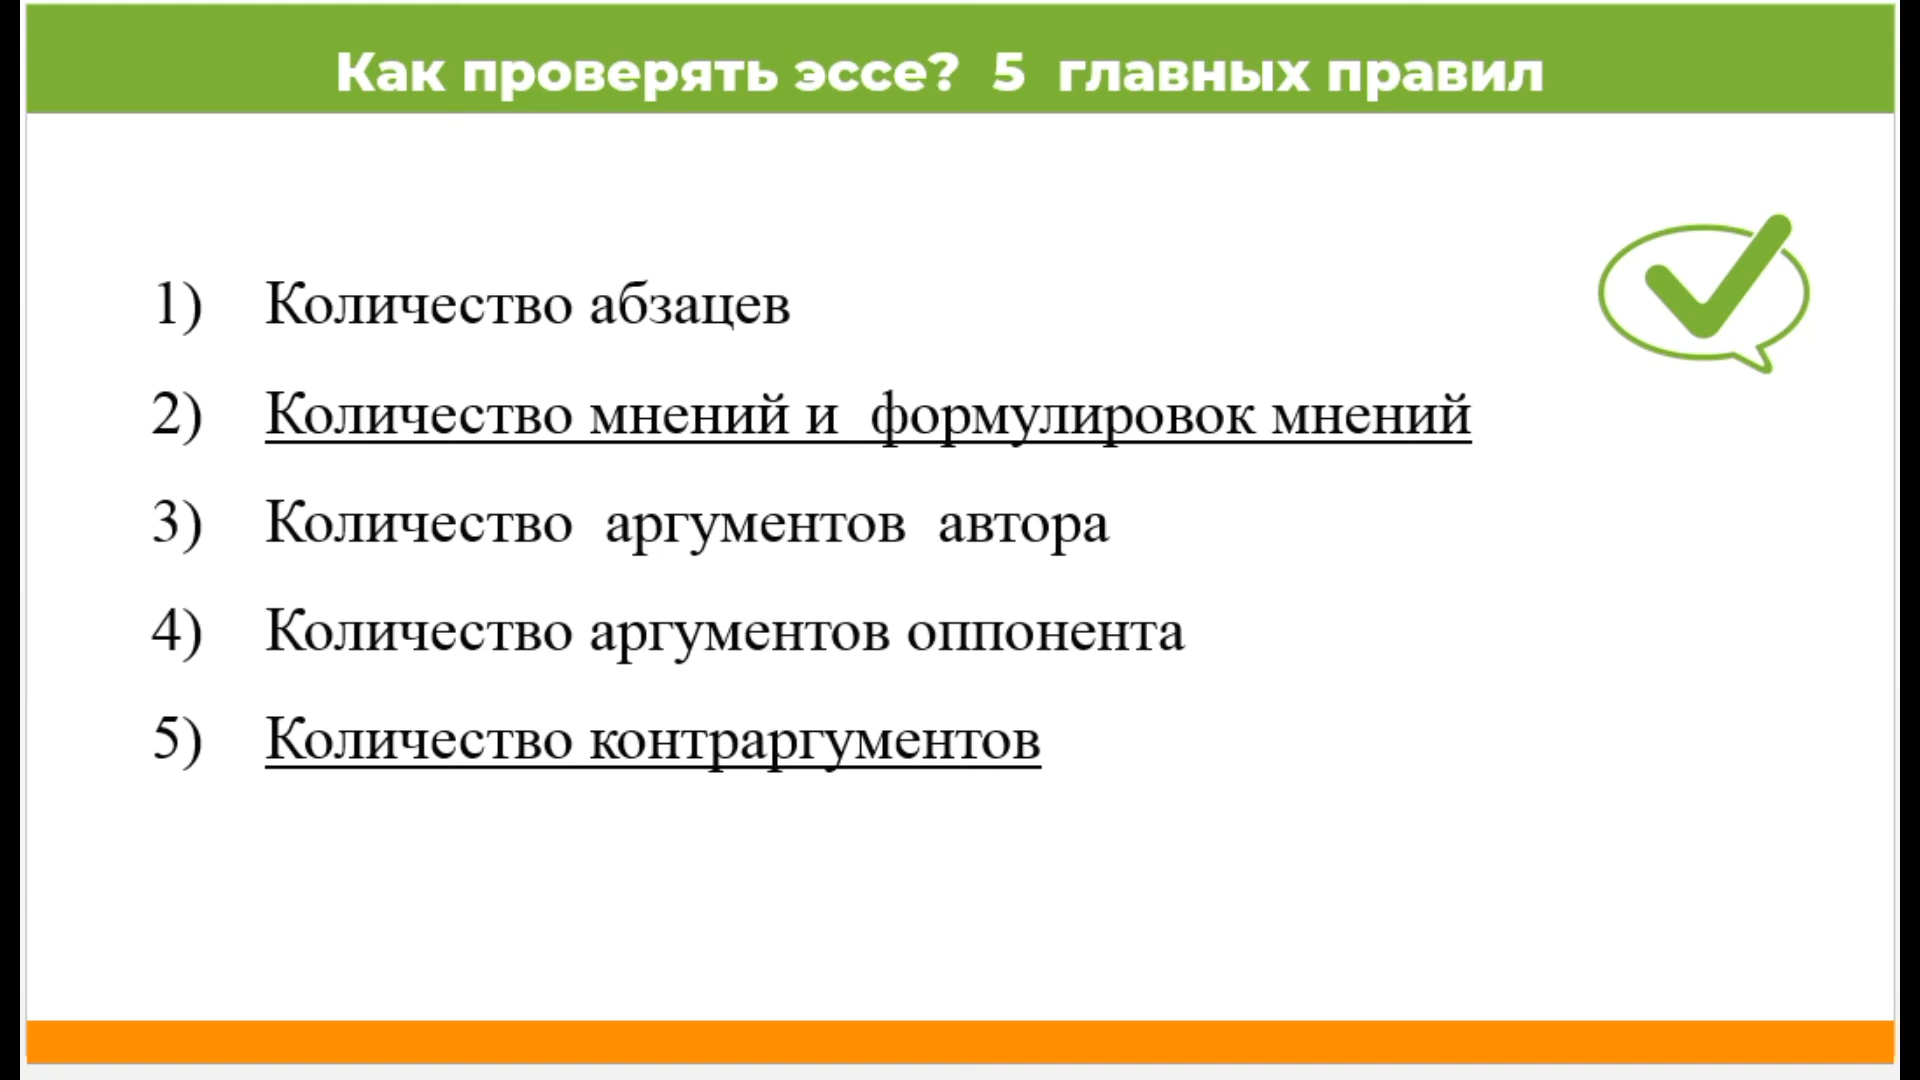 Как проверять эссе? 5 главных правил
1) Количество абзацев
2) Количество мнений и формулировок мнений
3) Количество аргументов автора
4) Количество аргументов оппонента
5) Количество контраргументов